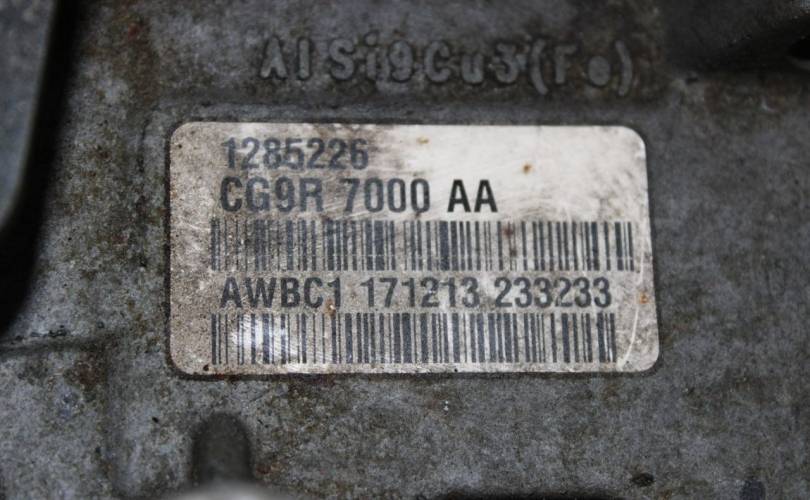 AlSi9Cu3(Fe)
1285226
CG9R 7000 AA
AWBC1 171213 233233